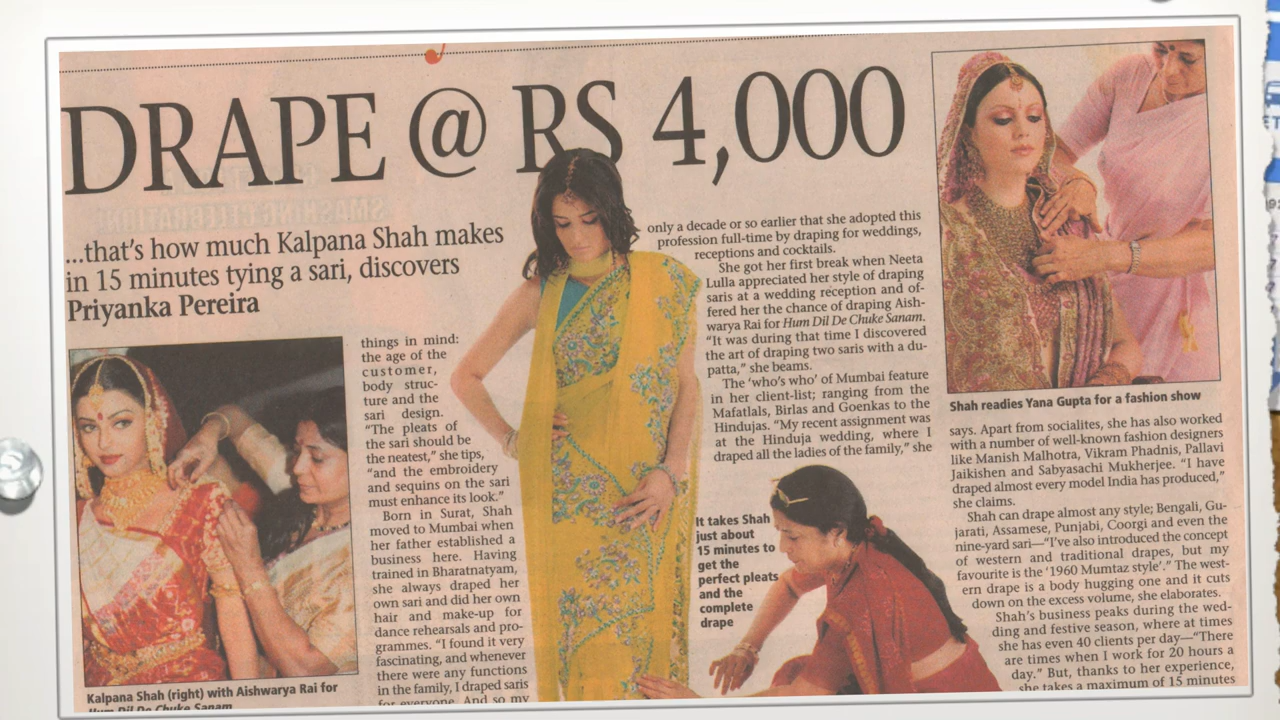 DRAPE @ RS 4,000
...that's how much Kalpana Shah makes
in 15 minutes tying a sari, discovers
Priyanka Pereira
Kalpana Shah (right) with Aishwarya Rai for
Hum Dil De Chuke Sanam
things in mind:
the age of the
customer,
body struc-
ture and the
sari design.
“The pleats of
the sari should be
the neatest,” she tips,
“and the embroidery
and sequins on the sari
must enhance its look.”
Born in Surat, Shah
moved to Mumbai when
her father established a
business here. Having
trained in Bharatnatyam,
she always draped her
own sari and did her own
hair and make-up for
dance rehearsals and pro-
grammes. “I found it very
fascinating, and whenever
there were any functions
in the family, I draped saris
for everyone. And so my
only a decade or so earlier that she adopted this
profession full-time by draping for weddings,
receptions and cocktails.
She got her first break when Neeta
Lulla appreciated her style of draping
saris at a wedding reception and of-
fered her the chance of draping Aish-
warya Rai for Hum Dil De Chuke Sanam.
“It was during that time I discovered
the art of draping two saris with a du-
patta,” she beams.
The ‘who’s who’ of Mumbai feature
in her client-list; ranging from the
Mafatlals, Birlas and Goenkas to the
Hindujas. “My recent assignment was
at the Hinduja wedding, where I
draped all the ladies of the family,” she
It takes Shah
just about
15 minutes to
get the
perfect pleats
and the
complete
drape
Shah readies Yana Gupta for a fashion show
says. Apart from socialites, she has also worked
with a number of well-known fashion designers
like Manish Malhotra, Vikram Phadnis, Pallavi
Jaikishen and Sabyasachi Mukherjee. “I have
draped almost every model India has produced,”
she claims.
Shah can drape almost any style; Bengali, Gu-
jarati, Assamese, Punjabi, Coorgi and even the
nine-yard sari—“I’ve also introduced the concept
of western and traditional drapes, but my
favourite is the ‘1960 Mumtaz style’.” The west-
ern drape is a body hugging one and it cuts
down on the excess volume, she elaborates.
Shah’s business peaks during the wed-
ding and festive season, where at times
she has even 40 clients per day—“There
are times when I work for 20 hours a
day.” But, thanks to her experience,
she takes a maximum of 15 minutes